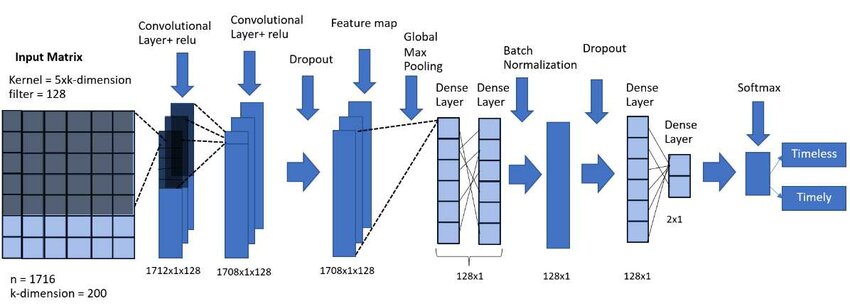 Input Matrix
Kernel = 5xk-dimension
filter = 128
n = 1716
k-dimension = 200
Convolutional
Layer+ relu
1712x1x128
Convolutional
Layer+ relu
1708x1x128
Dropout
Feature map
1708x1x128
Global
Max
Pooling
Dense
Layer
Dense
Layer
128x1
Batch
Normalization
128x1
Dropout
Dense
Layer
128x1
Dense
Layer
2x1
Softmax
Timeless
Timely